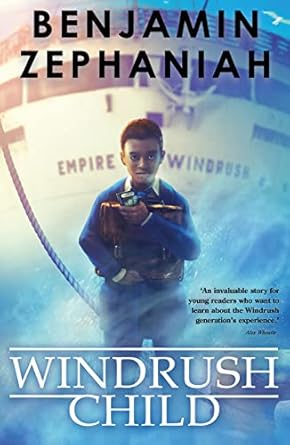 BENJAMIN
ZEPHANIAH
EMPIRE WINDRUSH
'An invaluable story for
young readers who want to
learn about the Windrush
generation's experience.'
Alex Wheatle
WINDRUSH
CHILD